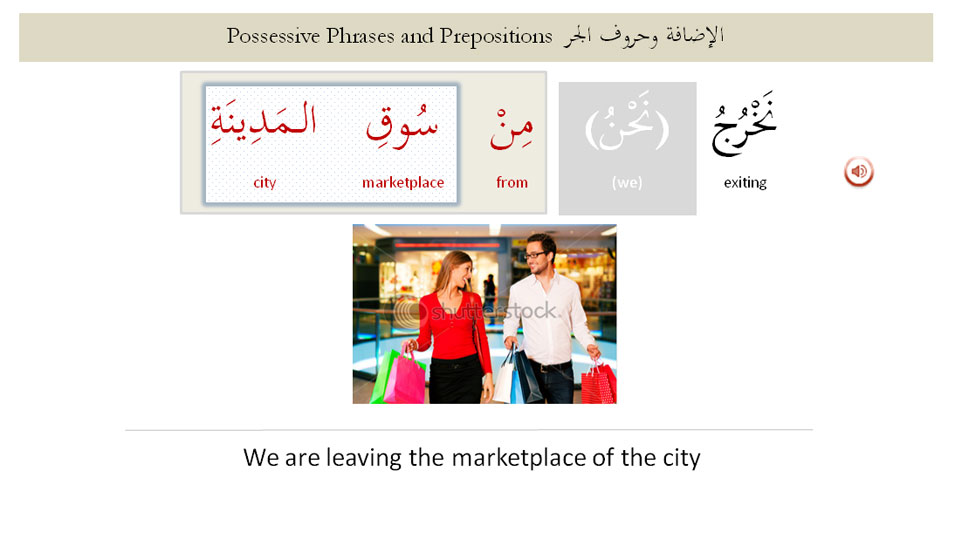 Possessive Phrases and Prepositions الإضافة وحروف الجر
نَخْرُجُ (نَحْنُ) مِنْ سُوقِ المَدِينَةِ
exiting (we) from marketplace city
shutterstock.
We are leaving the marketplace of the city